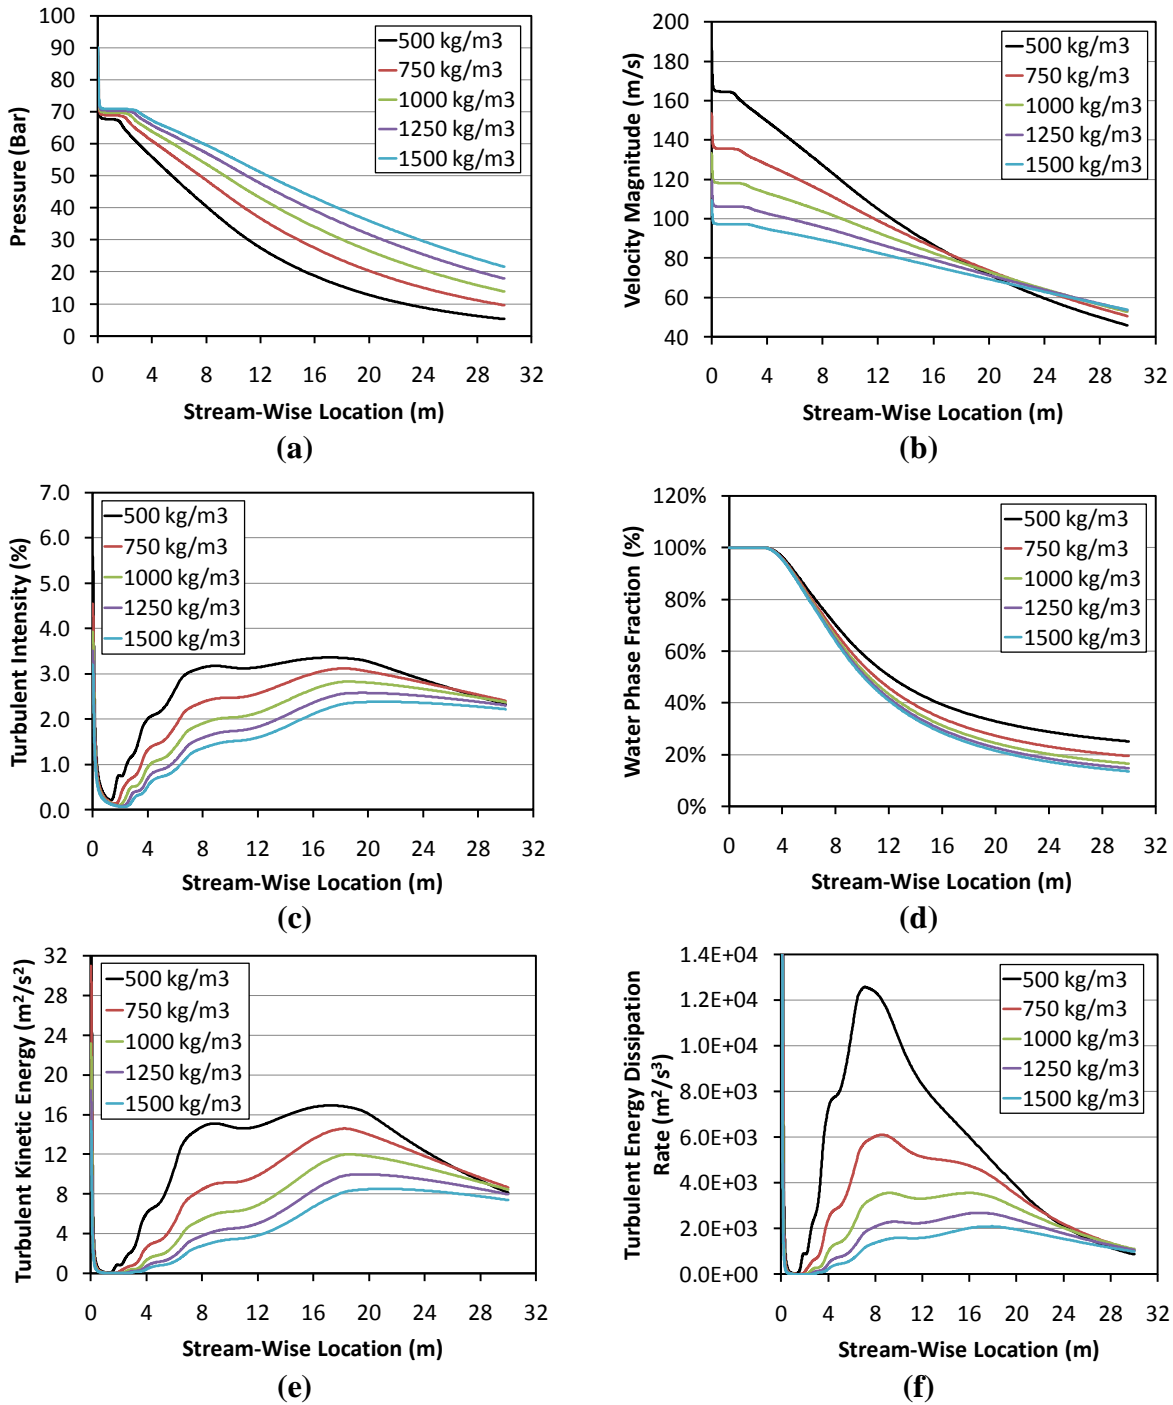 100
90
80
70
60
50
40
30
20
10
0
Pressure (Bar)
500 kg/m3
750 kg/m3
1000 kg/m3
1250 kg/m3
1500 kg/m3
0 4 8 12 16 20 24 28 32
Stream-Wise Location (m)
(a)
200
180
160
140
120
100
80
60
40
Velocity Magnitude (m/s)
500 kg/m3
750 kg/m3
1000 kg/m3
1250 kg/m3
1500 kg/m3
0 4 8 12 16 20 24 28 32
Stream-Wise Location (m)
(b)
7.0
6.0
5.0
4.0
3.0
2.0
1.0
0.0
Turbulent Intensity (%)
500 kg/m3
750 kg/m3
1000 kg/m3
1250 kg/m3
1500 kg/m3
0 4 8 12 16 20 24 28 32
Stream-Wise Location (m)
(c)
120%
100%
80%
60%
40%
20%
0%
Water Phase Fraction (%)
500 kg/m3
750 kg/m3
1000 kg/m3
1250 kg/m3
1500 kg/m3
0 4 8 12 16 20 24 28 32
Stream-Wise Location (m)
(d)
32
28
24
20
16
12
8
4
0
Turbulent Kinetic Energy (m²/s²)
500 kg/m3
750 kg/m3
1000 kg/m3
1250 kg/m3
1500 kg/m3
0 4 8 12 16 20 24 28 32
Stream-Wise Location (m)
(e)
1.4E+04
1.2E+04
1.0E+04
8.0E+03
6.0E+03
4.0E+03
2.0E+03
0.0E+00
Turbulent Energy Dissipation
Rate (m²/s³)
500 kg/m3
750 kg/m3
1000 kg/m3
1250 kg/m3
1500 kg/m3
0 4 8 12 16 20 24 28 32
Stream-Wise Location (m)
(f)